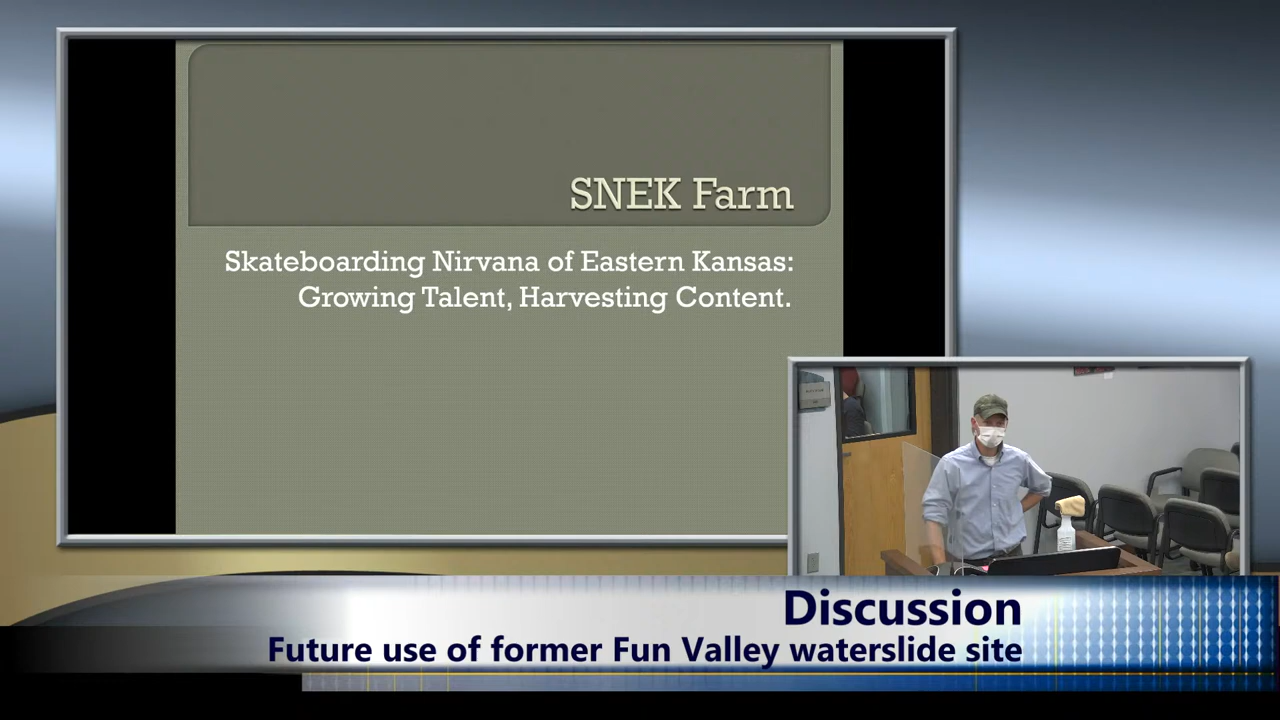 SNEK Farm
Skateboarding Nirvana of Eastern Kansas:
Growing Talent, Harvesting Content.
Discussion
Future use of former Fun Valley waterslide site